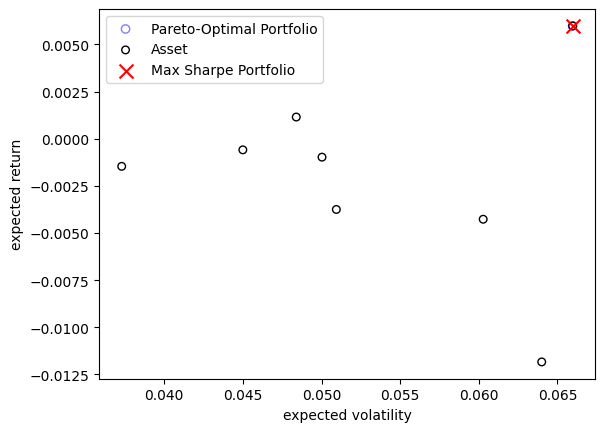 Pareto-Optimal Portfolio
Asset
Max Sharpe Portfolio
0.0050
0.0025
0.0000
−0.0025
−0.0050
−0.0075
−0.0100
−0.0125
expected return
0.040 0.045 0.050 0.055 0.060 0.065
expected volatility